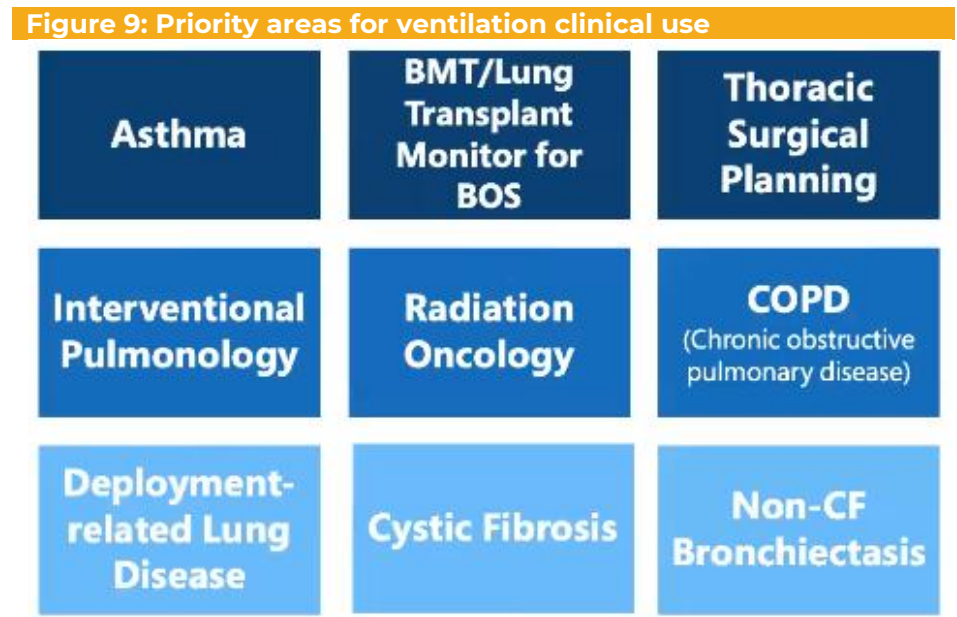 Figure 9: Priority areas for ventilation clinical use
Asthma
BMT/Lung
Transplant
Monitor for
BOS
Thoracic
Surgical
Planning
Interventional
Pulmonology
Radiation
Oncology
COPD
(Chronic obstructive
pulmonary disease)
Deployment-
related Lung
Disease
Cystic Fibrosis
Non-CF
Bronchiectasis